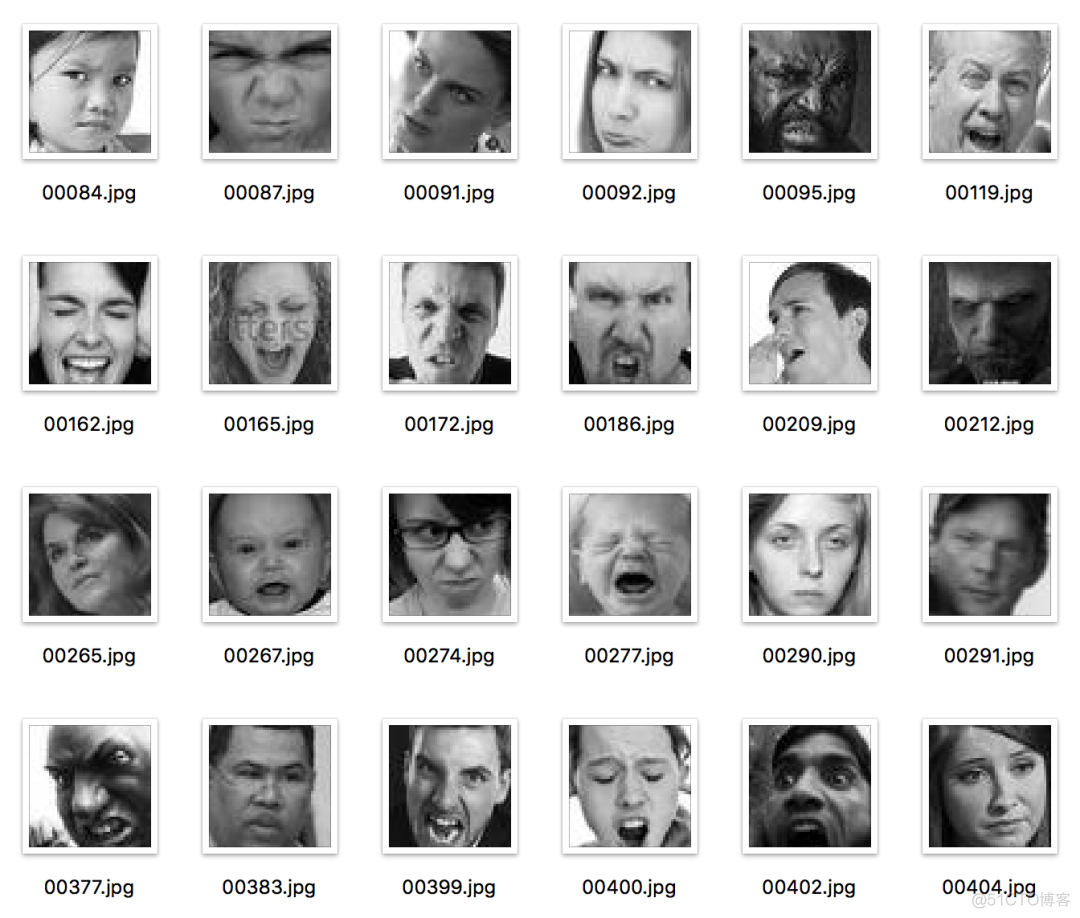 00084.jpg 00087.jpg 00091.jpg 00092.jpg 00095.jpg 00119.jpg
tterst
00162.jpg 00165.jpg 00172.jpg 00186.jpg 00209.jpg 00212.jpg
00265.jpg 00267.jpg 00274.jpg 00277.jpg 00290.jpg 00291.jpg
00377.jpg 00383.jpg 00399.jpg 00400.jpg 00402.jpg 00404.jpg
@51CTO博客